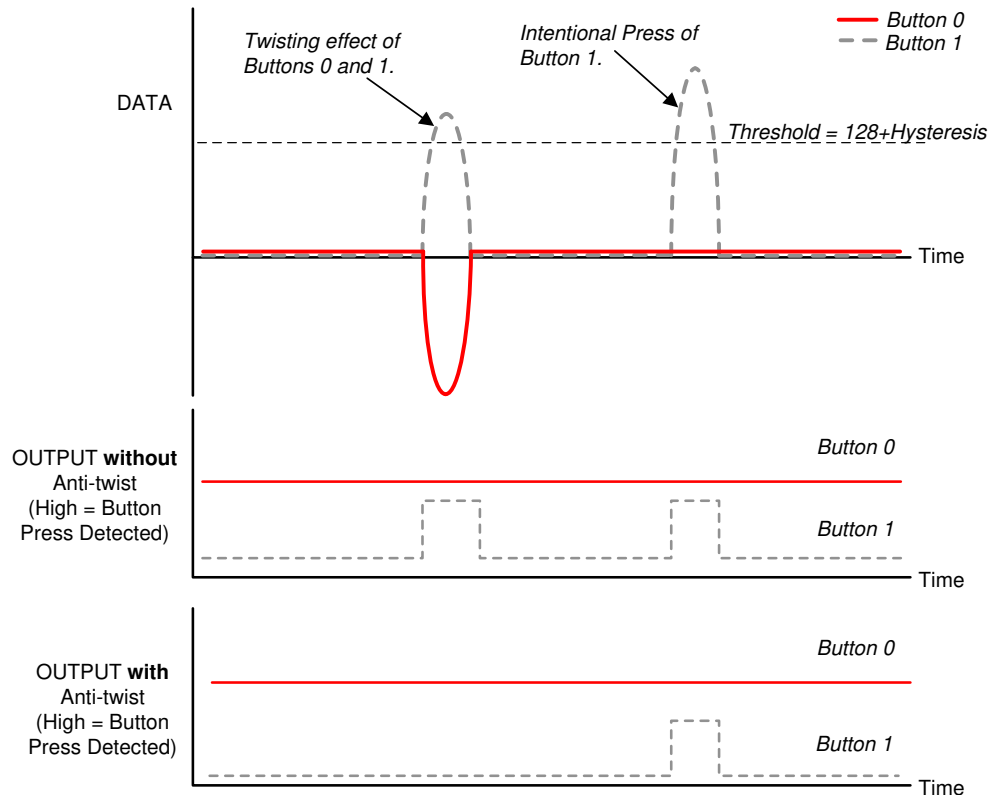 Twisting effect of
Buttons 0 and 1.
Intentional Press of
Button 1.
Button 0
Button 1
DATA
Threshold = 128+Hysteresis
Time
OUTPUT without
Anti-twist
(High = Button
Press Detected)
Button 0
Button 1
Time
OUTPUT with
Anti-twist
(High = Button
Press Detected)
Button 0
Button 1
Time